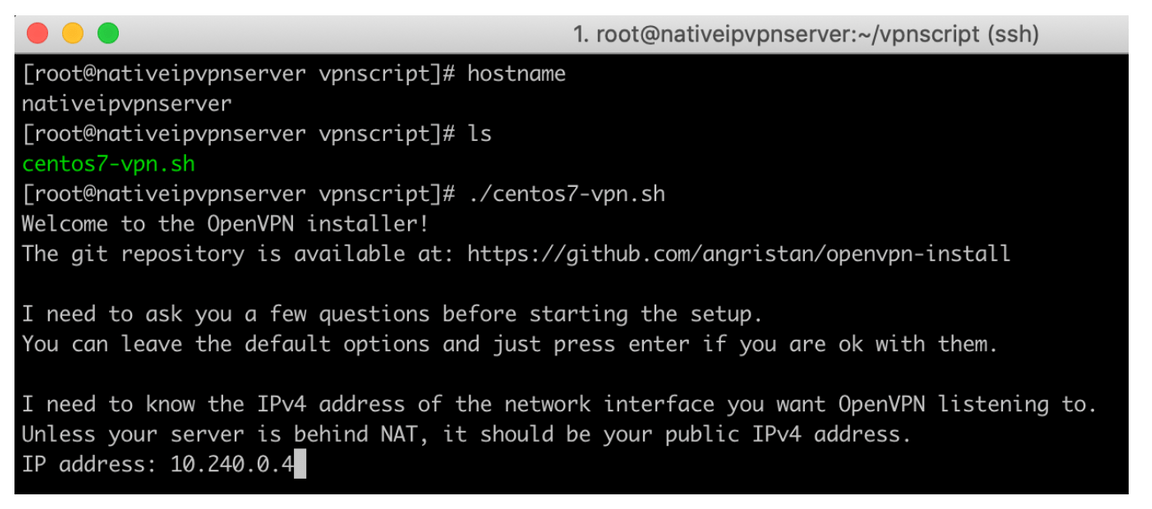 1. root@nativeipvpnserver:~/vpnscript (ssh)
[root@nativeipvpnserver vpnscript]# hostname
nativeipvpnserver
[root@nativeipvpnserver vpnscript]# ls
centos7-vpn.sh
[root@nativeipvpnserver vpnscript]# ./centos7-vpn.sh
Welcome to the OpenVPN installer!
The git repository is available at: https://github.com/angristan/openvpn-install
I need to ask you a few questions before starting the setup.
You can leave the default options and just press enter if you are ok with them.
I need to know the IPv4 address of the network interface you want OpenVPN listening to.
Unless your server is behind NAT, it should be your public IPv4 address.
IP address: 10.240.0.4